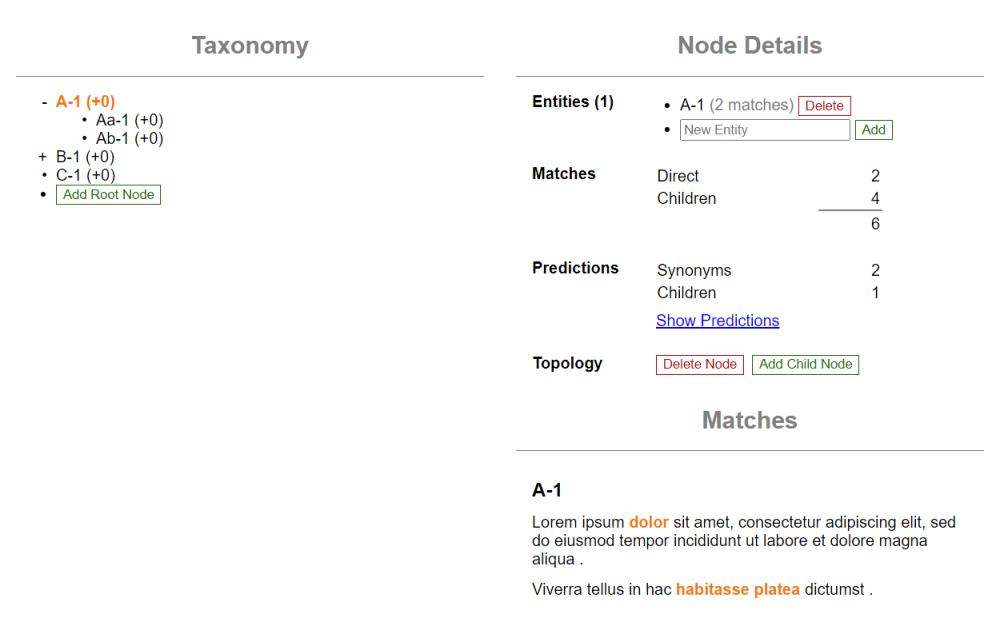 Taxonomy
- A-1 (+0)
• Aa-1 (+0)
• Ab-1 (+0)
+ B-1 (+0)
• C-1 (+0)
• Add Root Node
Node Details
Entities (1)
• A-1 (2 matches) Delete
• New Entity Add
Matches
Direct 2
Children 4
6
Predictions
Synonyms 2
Children 1
Show Predictions
Topology
Delete Node Add Child Node
Matches
A-1
Lorem ipsum dolor sit amet, consectetur adipiscing elit, sed
do eiusmod tempor incididunt ut labore et dolore magna
aliqua .
Viverra tellus in hac habitasse platea dictumst .